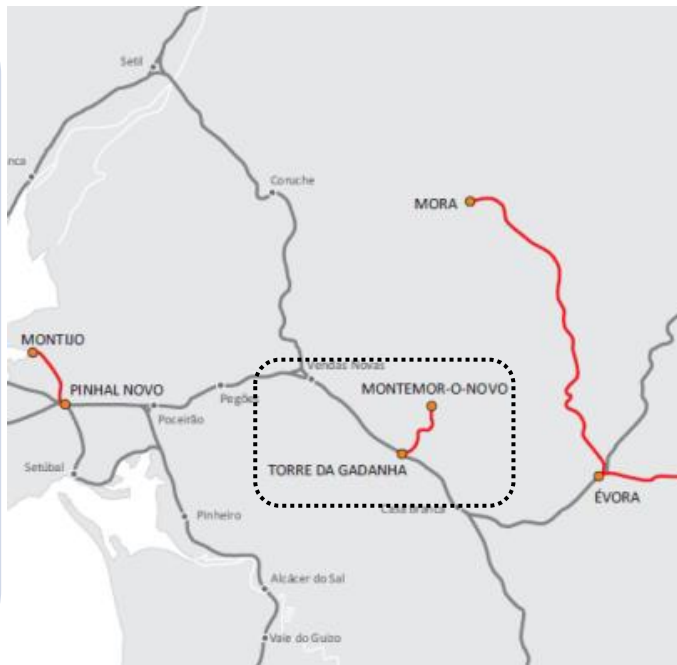 Setil
nca
Coruche
MORA
MONTIJO
Vendas Novas
PINHAL NOVO
MONTEMOR-O-NOVO
Pegões
Poceirão
Setúbal
TORRE DA GADANHA
ÉVORA
Casa Branca
Pinheiro
Alcácer do Sal
Vale do Guizo